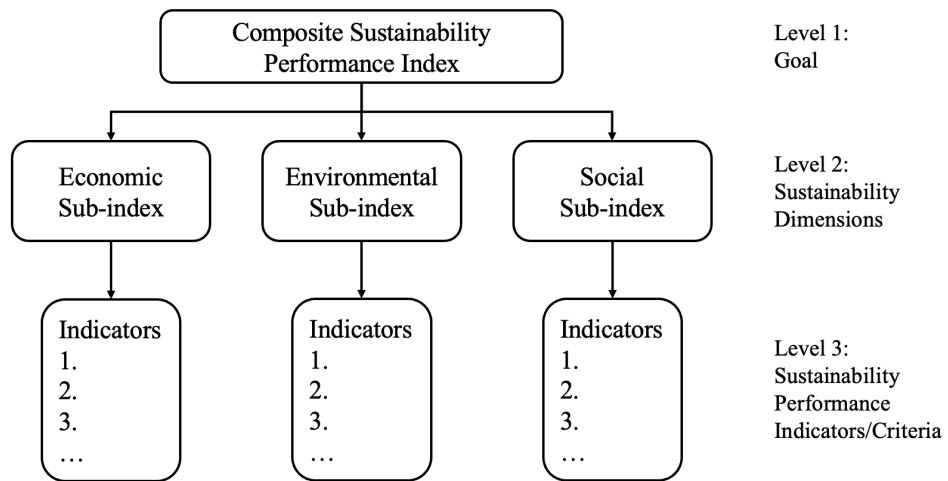 Composite Sustainability
Performance Index
Level 1:
Goal
Economic
Sub-index
Environmental
Sub-index
Social
Sub-index
Level 2:
Sustainability
Dimensions
Indicators
1.
2.
3.
…
Indicators
1.
2.
3.
…
Indicators
1.
2.
3.
…
Level 3:
Sustainability
Performance
Indicators/Criteria